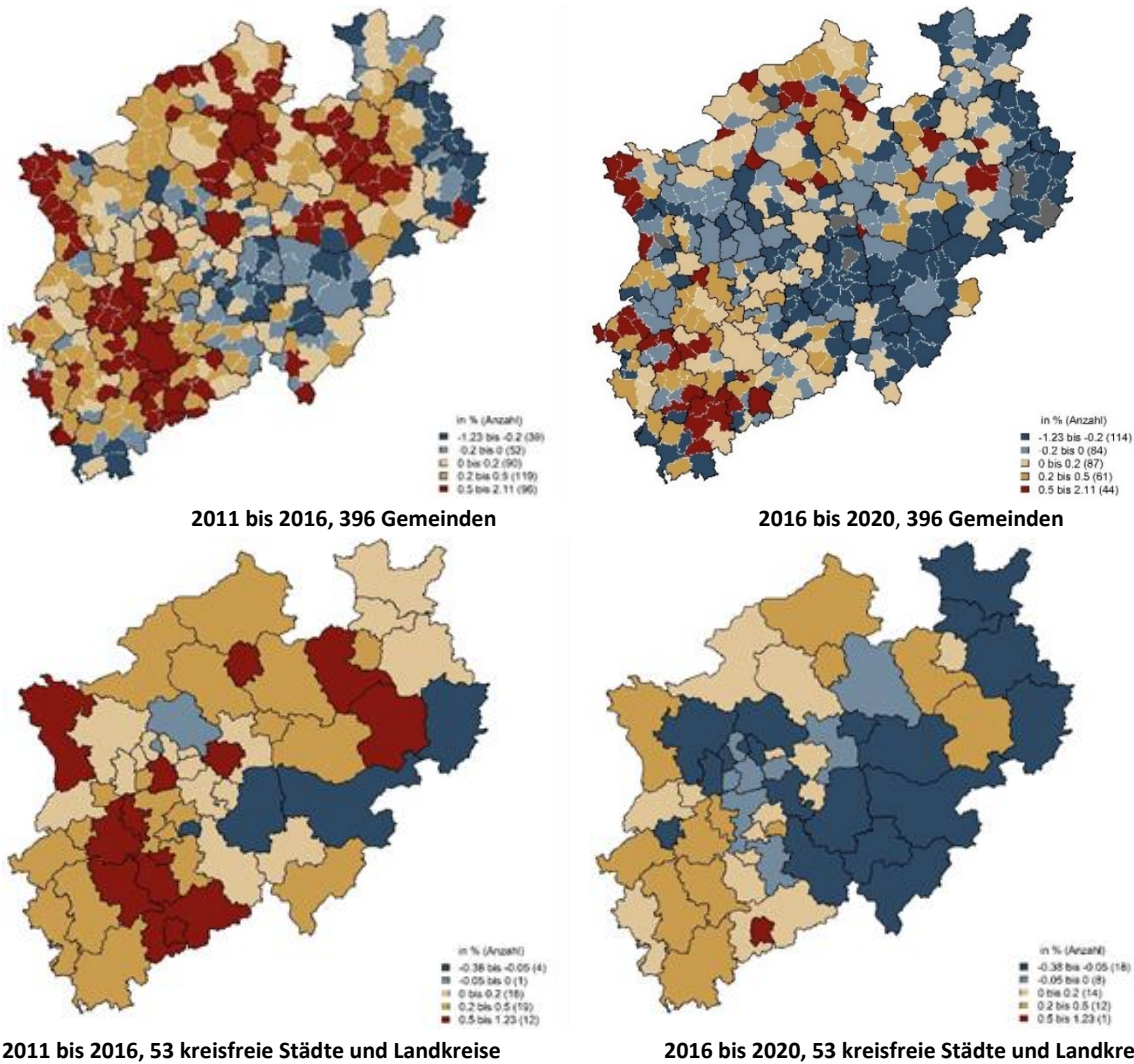 in % (Anzahl)
-1.23 bis -0.2 (39)
-0.2 bis 0 (52)
0 bis 0.2 (90)
0.2 bis 0.5 (119)
0.5 bis 2.11 (96)
in % (Anzahl)
-1.23 bis -0.2 (114)
-0.2 bis 0 (84)
0 bis 0.2 (87)
0.2 bis 0.5 (61)
0.5 bis 2.11 (44)
2011 bis 2016, 396 Gemeinden
2016 bis 2020, 396 Gemeinden
in % (Anzahl)
-0.38 bis -0.05 (4)
-0.05 bis 0 (1)
0 bis 0.2 (16)
0.2 bis 0.5 (19)
0.5 bis 1.23 (12)
in % (Anzahl)
-0.38 bis -0.05 (18)
-0.05 bis 0 (8)
0 bis 0.2 (14)
0.2 bis 0.5 (12)
0.5 bis 1.23 (1)
2011 bis 2016, 53 kreisfreie Städte und Landkreise
2016 bis 2020, 53 kreisfreie Städte und Landkre